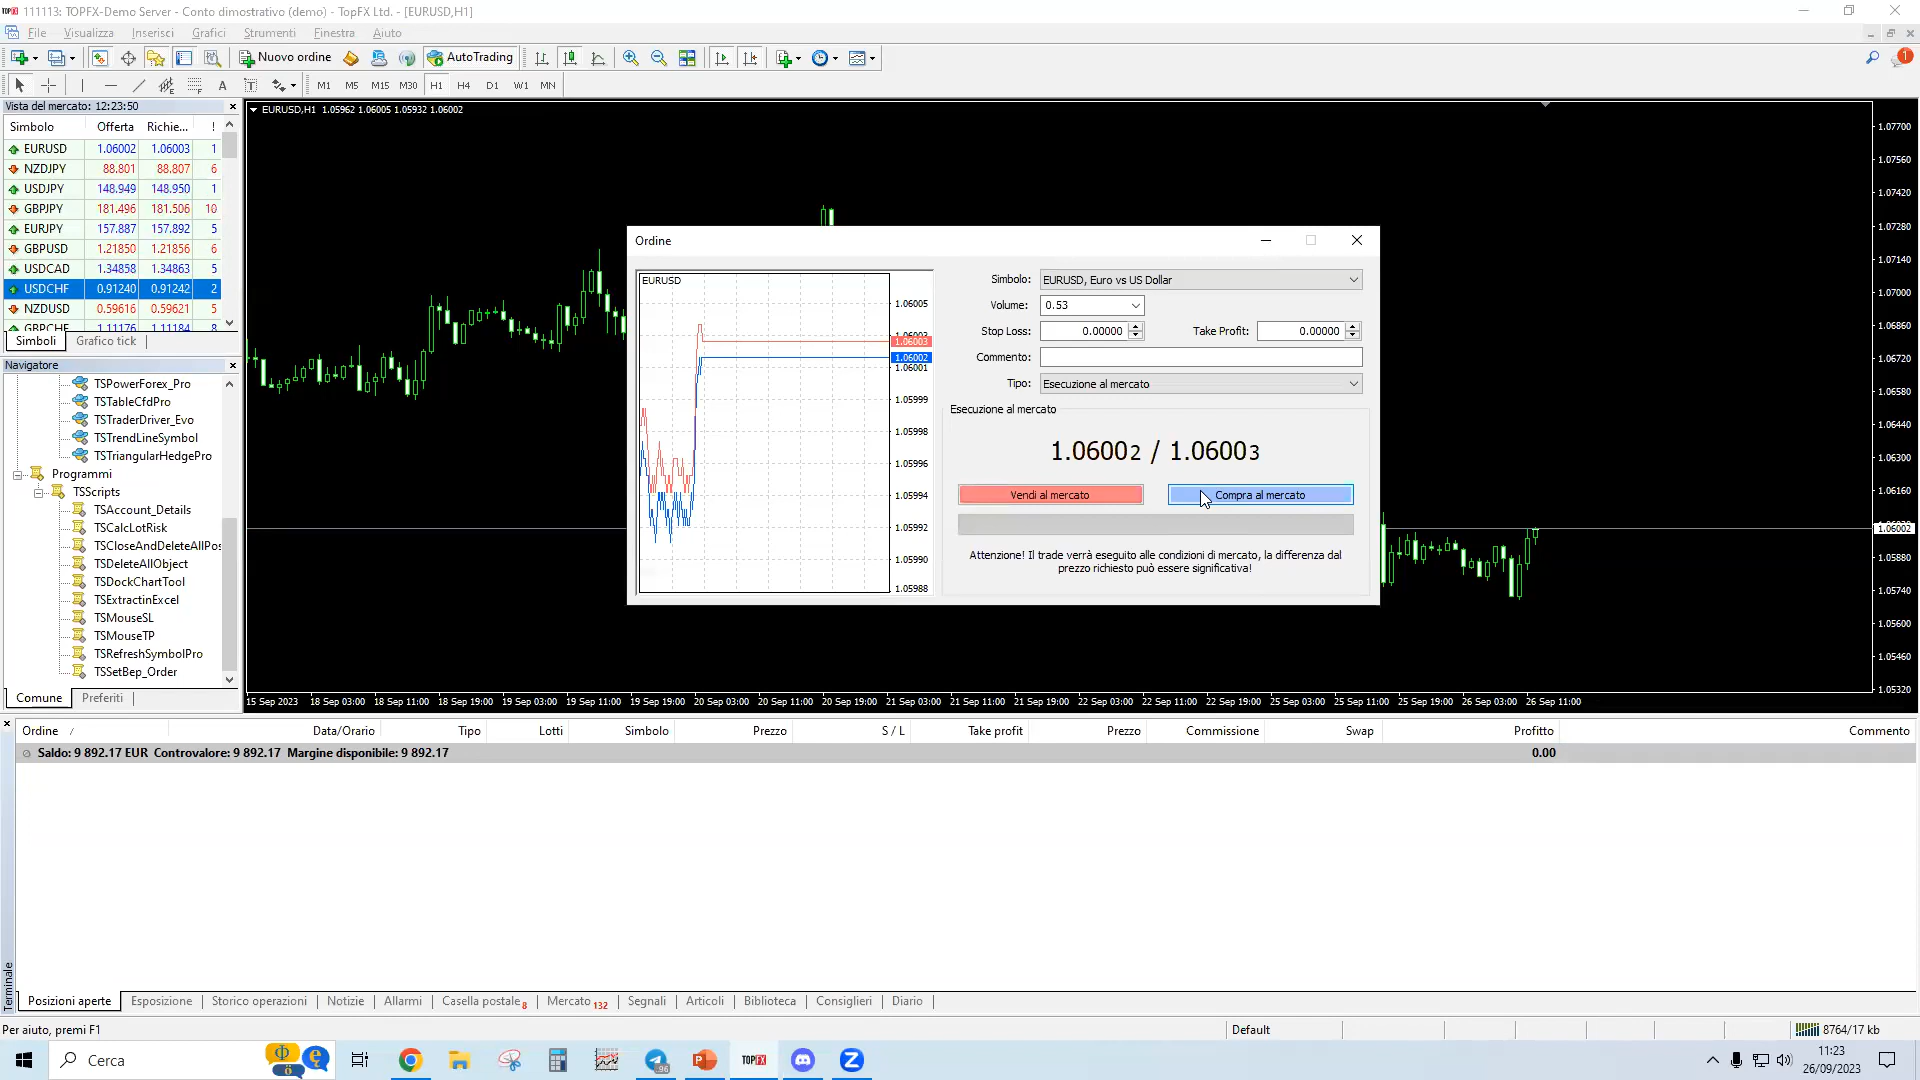 TOPFX 111113: TOPFX-Demo Server - Conto dimostrativo (demo) - TopFX Ltd. - [EURUSD,H1]
File Visualizza Inserisci Grafici Strumenti Finestra Aiuto
Nuovo ordine AutoTrading 1
A T M1 M5 M15 M30 H1 H4 D1 W1 MN
Vista del mercato: 12:23:50
Simbolo Offerta Richie... !
EURUSD 1.06002 1.06003 1
NZDJPY 88.801 88.807 6
USDJPY 148.949 148.950 1
GBPJPY 181.496 181.506 10
EURJPY 157.887 157.892 5
GBPUSD 1.21850 1.21856 6
USDCAD 1.34858 1.34863 5
USDCHF 0.91240 0.91242 2
NZDUSD 0.59616 0.59621 5
GBPCHF 1.11176 1.11184 8
Simboli Grafico tick
Navigatore
TSPowerForex_Pro
TSTableCfdPro
TSTraderDriver_Evo
TSTrendLineSymbol
TSTriangularHedgePro
Programmi
TSScripts
TSAccount_Details
TSCalcLotRisk
TSCloseAndDeleteAllPos
TSDeleteAllObject
TSDockChartTool
TSExtractinExcel
TSMouseSL
TSMouseTP
TSRefreshSymbolPro
TSSetBep_Order
Comune Preferiti
EURUSD,H1 1.05962 1.06005 1.05932 1.06002
1.07700
1.07560
1.07420
1.07280
1.07140
1.07000
1.06860
1.06720
1.06580
1.06440
1.06300
1.06160
1.06002
1.05880
1.05740
1.05600
1.05460
1.05320
15 Sep 2023 18 Sep 03:00 18 Sep 11:00 18 Sep 19:00 19 Sep 03:00 19 Sep 11:00 19 Sep 19:00 20 Sep 03:00 20 Sep 11:00 20 Sep 19:00 21 Sep 03:00 21 Sep 11:00 21 Sep 19:00 22 Sep 03:00 22 Sep 11:00 22 Sep 19:00 25 Sep 03:00 25 Sep 11:00 25 Sep 19:00 26 Sep 03:00 26 Sep 11:00
Ordine
EURUSD
1.06005
1.06003
1.06002
1.06001
1.05999
1.05998
1.05996
1.05994
1.05992
1.05990
1.05988
Simbolo: EURUSD, Euro vs US Dollar
Volume: 0.53
Stop Loss: 0.00000 Take Profit: 0.00000
Commento:
Tipo: Esecuzione al mercato
Esecuzione al mercato
1.06002 / 1.06003
Vendi al mercato Compra al mercato
Attenzione! Il trade verrà eseguito alle condizioni di mercato, la differenza dal
prezzo richiesto può essere significativa!
Ordine / Data/Orario Tipo Lotti Simbolo Prezzo S / L Take profit Prezzo Commissione Swap Profitto Commento
Saldo: 9 892.17 EUR Controvalore: 9 892.17 Margine disponibile: 9 892.17 0.00
Terminale
Posizioni aperte Esposizione Storico operazioni Notizie Allarmi Casella postale 8 Mercato 132 Segnali Articoli Biblioteca Consiglieri Diario
Per aiuto, premi F1 Default 8764/17 kb
Cerca 96 TOPFX 11:23
26/09/2023